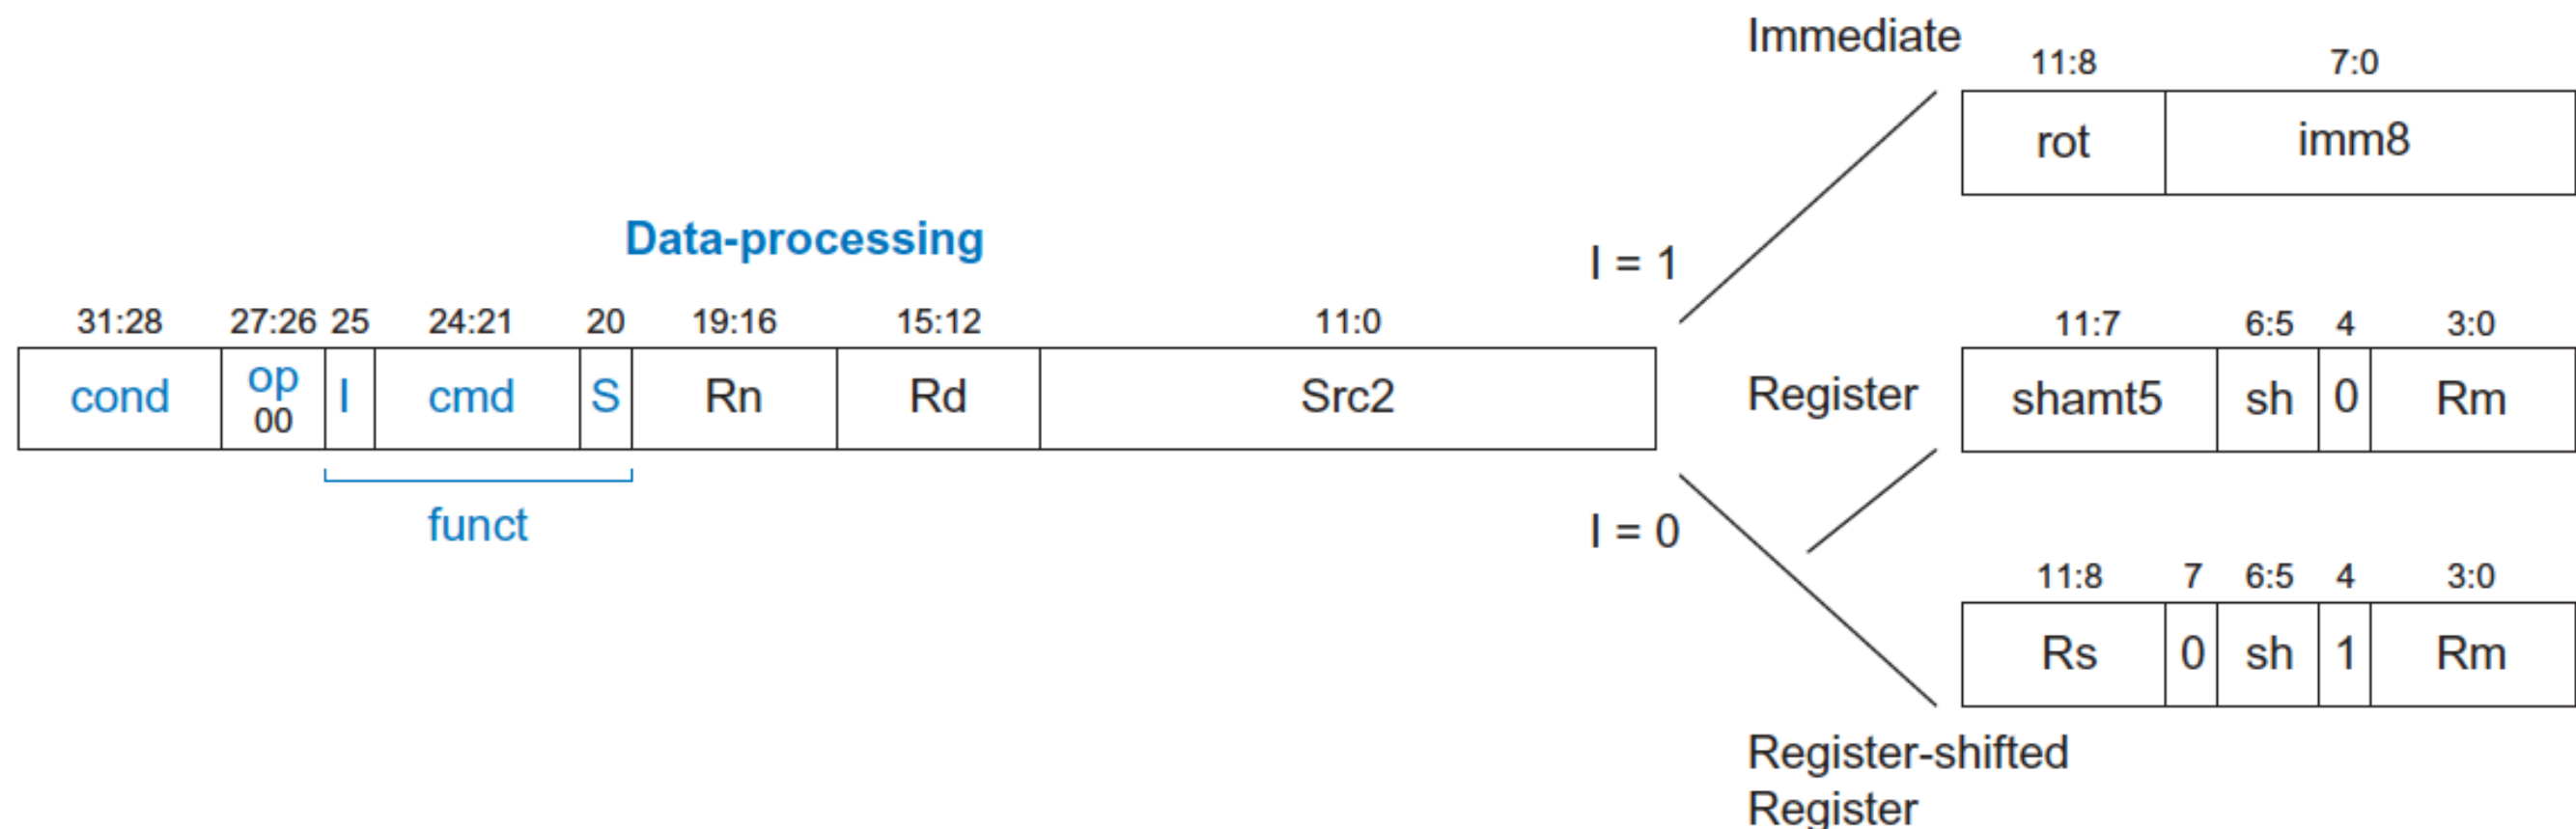 Immediate
11:8 7:0
rot imm8
Data-processing
I = 1
31:28 27:26 25 24:21 20 19:16 15:12 11:0
cond op 00 I cmd S Rn Rd Src2
funct
I = 0
Register
11:7 6:5 4 3:0
shamt5 sh 0 Rm
11:8 7 6:5 4 3:0
Rs 0 sh 1 Rm
Register-shifted
Register